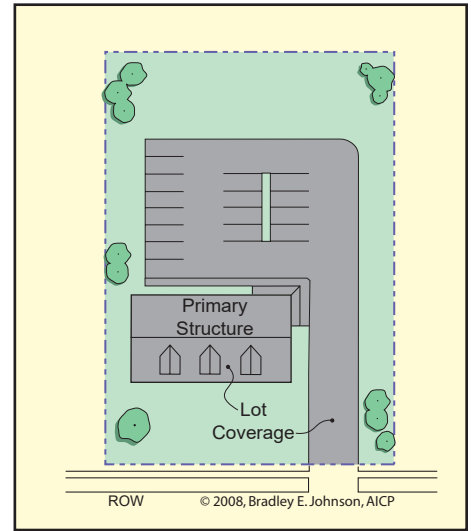 Primary
Structure
Lot
Coverage
ROW
© 2008, Bradley E. Johnson, AICP